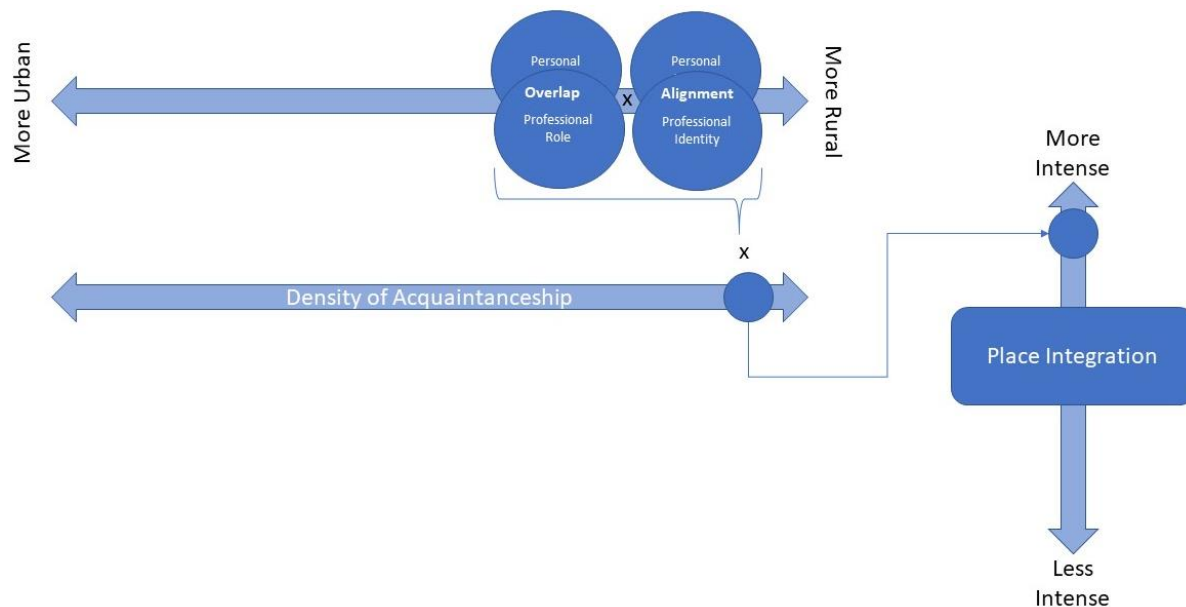 More Urban
Personal
Overlap
Professional
Role
x
Personal
Alignment
Professional
Identity
More Rural
x
Density of Acquaintanceship
More
Intense
Place Integration
Less
Intense